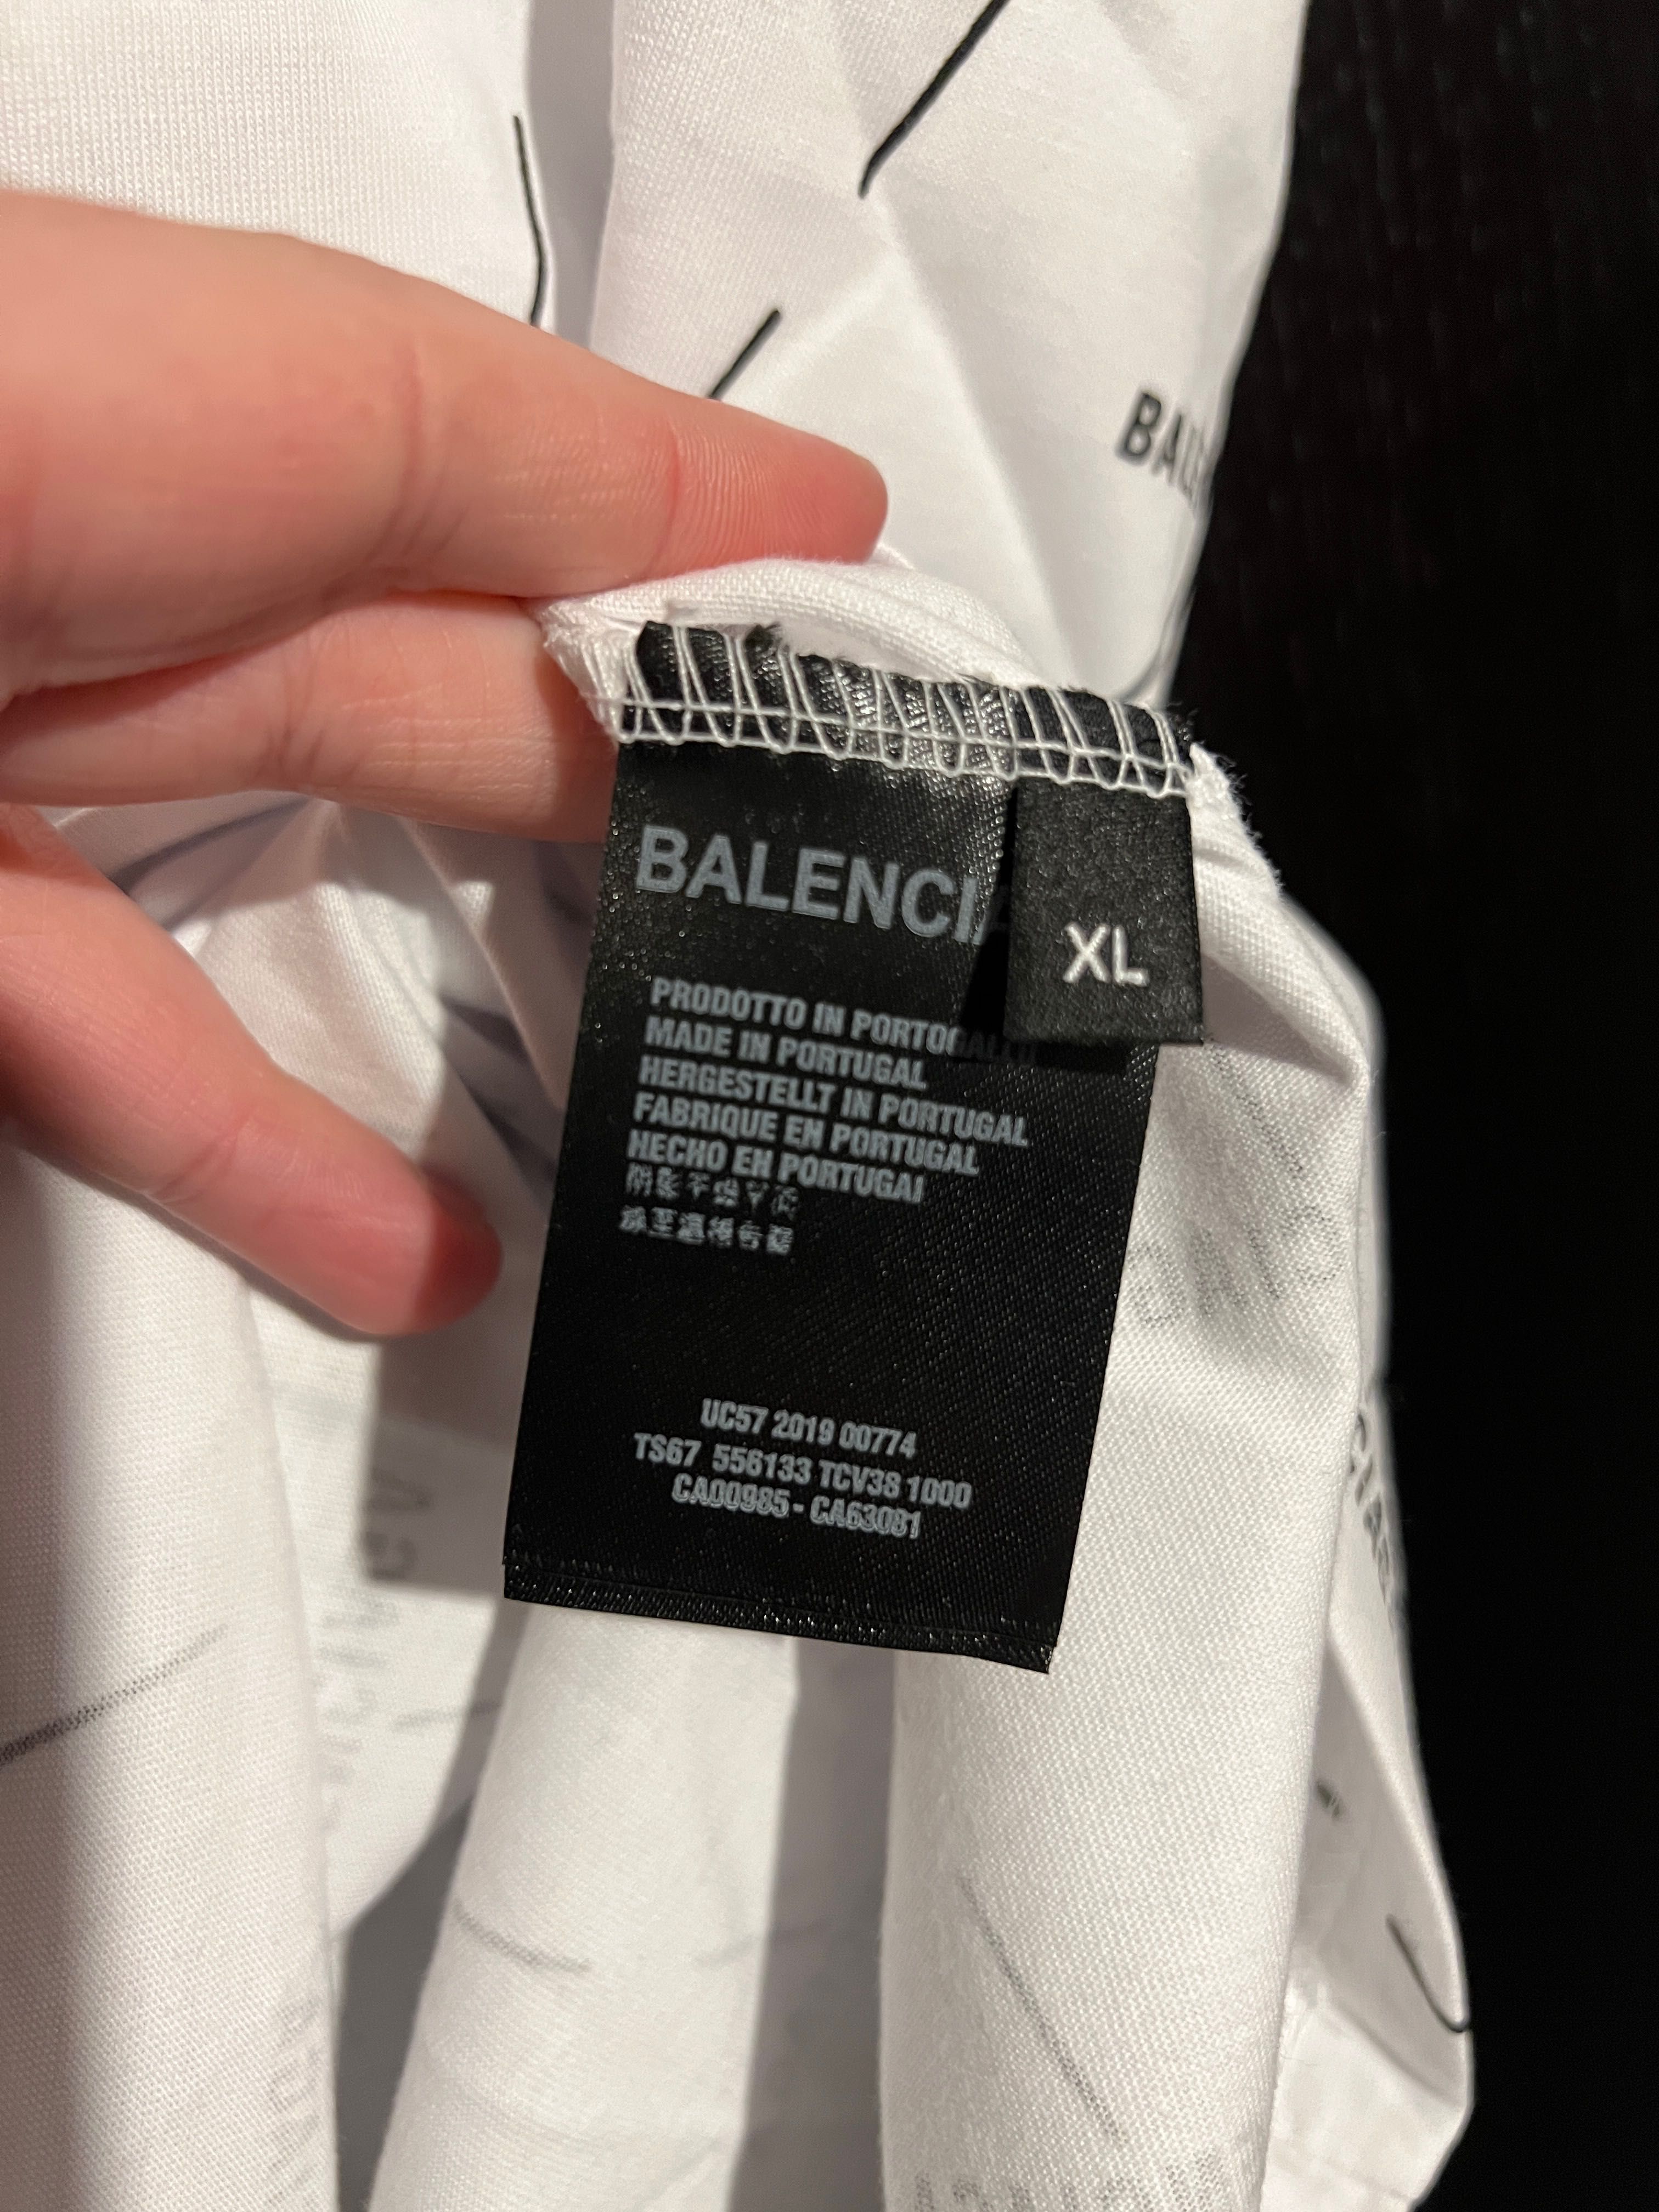 BALENCIA
XL
PRODOTTO IN PORTOGALLO
MADE IN PORTUGAL
HERGESTELLT IN PORTUGAL
FABRIQUE EN PORTUGAL
HECHO EN PORTUGAl
UC57 2019 00774
TS67 556133 TCV38 1000
CA00985 - CA63081